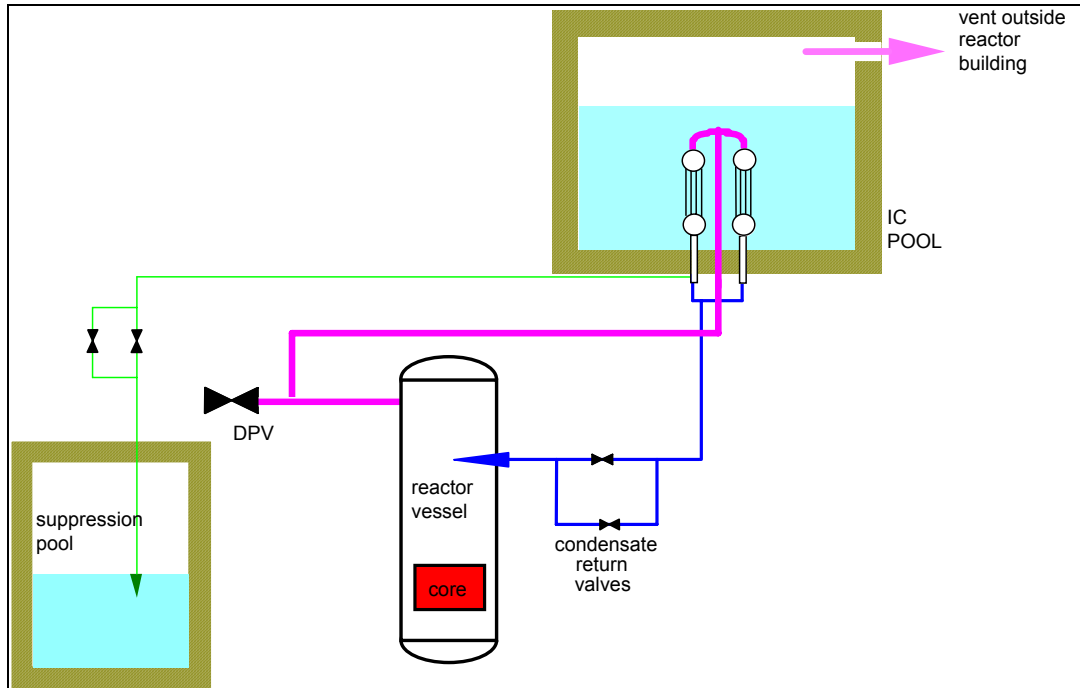 vent outside
reactor
building
IC
POOL
DPV
suppression
pool
reactor
vessel
condensate
return
valves
core